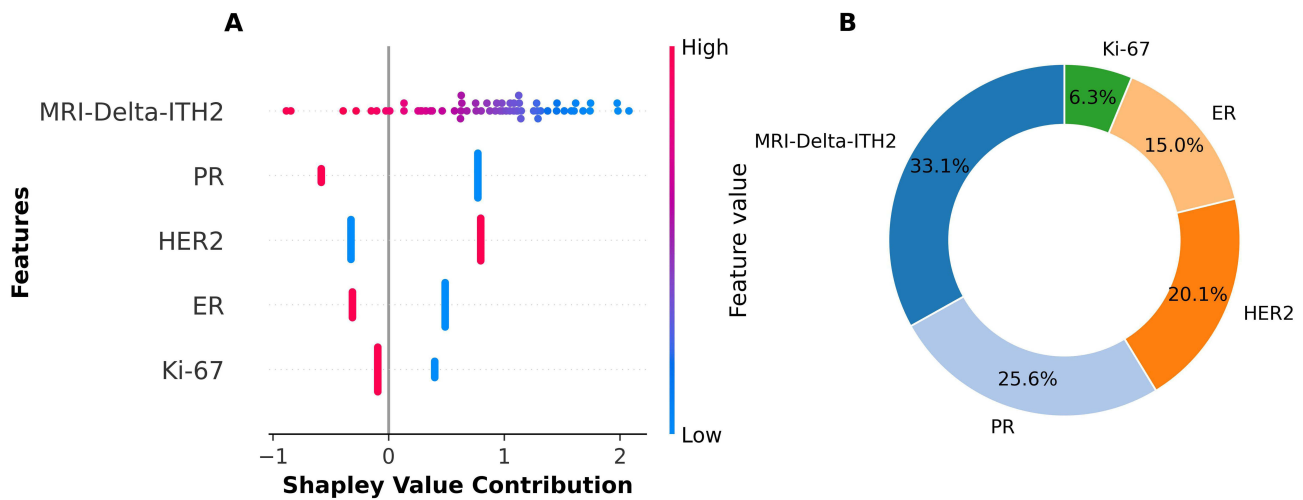 A
Features
MRI-Delta-ITH2
PR
HER2
ER
Ki-67
−1
0
1
2
Shapley Value Contribution
High
Low
Feature value
B
Ki-67
6.3%
ER
15.0%
MRI-Delta-ITH2
33.1%
20.1%
HER2
25.6%
PR